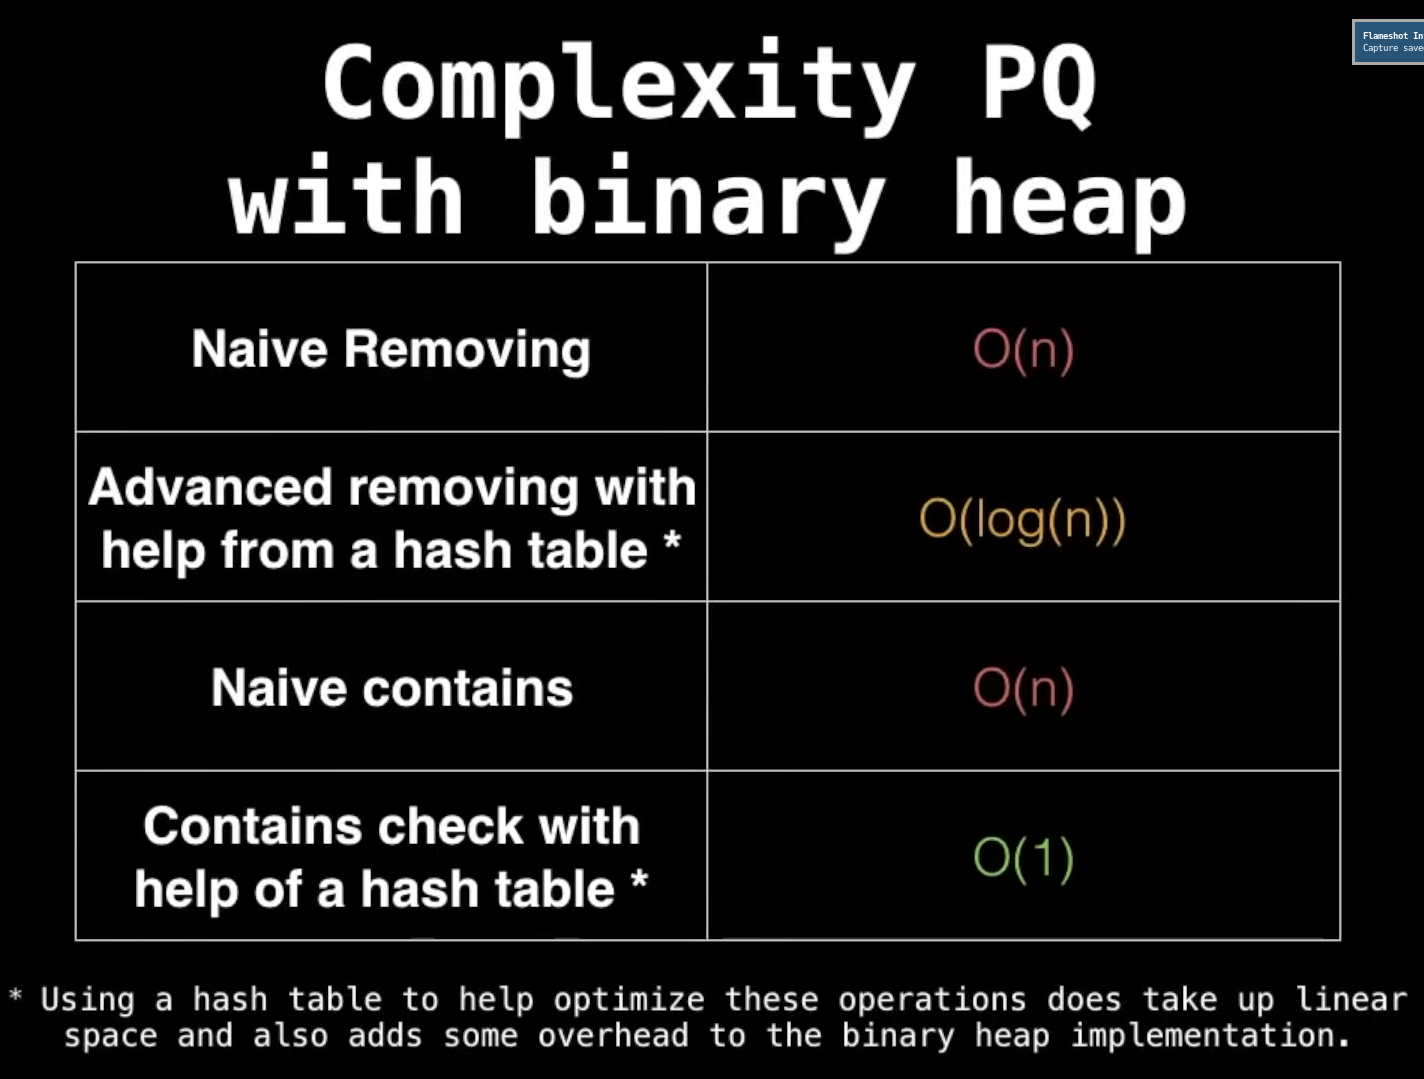 Complexity PQ
with binary heap
Naive Removing
O(n)
Advanced removing with
help from a hash table *
O(log(n))
Naive contains
O(n)
Contains check with
help of a hash table *
O(1)
* Using a hash table to help optimize these operations does take up linear
space and also adds some overhead to the binary heap implementation.
Flameshot
Capture